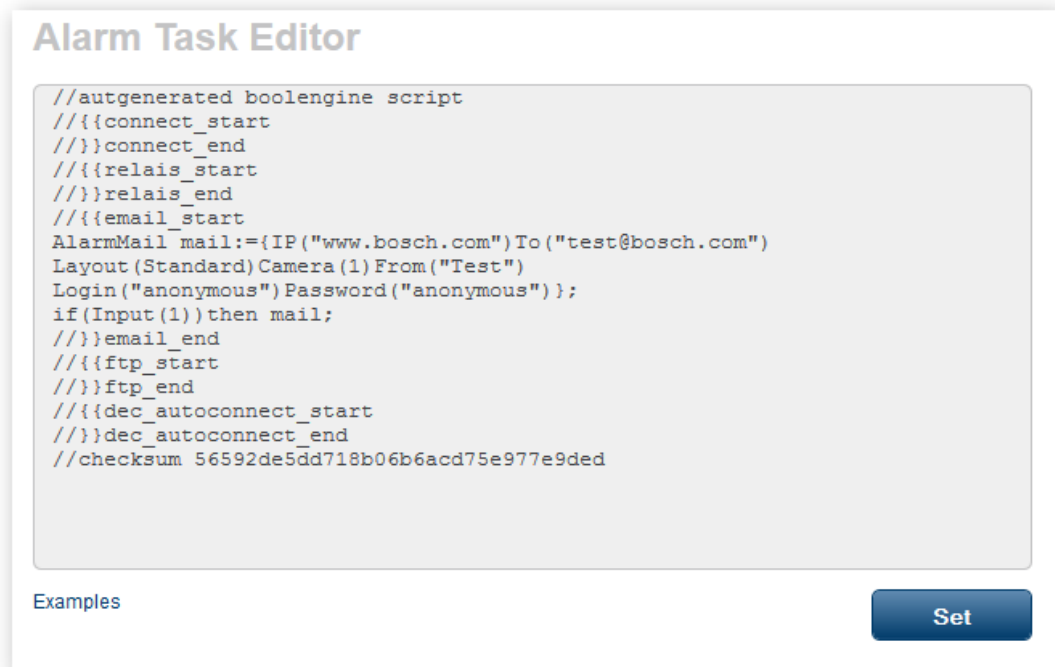 Alarm Task Editor
//autgenerated boolengine script
//{{connect_start
//}}connect_end
//{{relais_start
//}}relais_end
//{{email_start
AlarmMail mail:={IP("www.bosch.com")To("test@bosch.com")
Layout(Standard)Camera(1)From("Test")
Login("anonymous")Password("anonymous")};
if(Input(1))then mail;
//}}email_end
//{{ftp_start
//}}ftp_end
//{{dec_autoconnect_start
//}}dec_autoconnect_end
//checksum 56592de5dd718b06b6acd75e977e9ded
Examples
Set